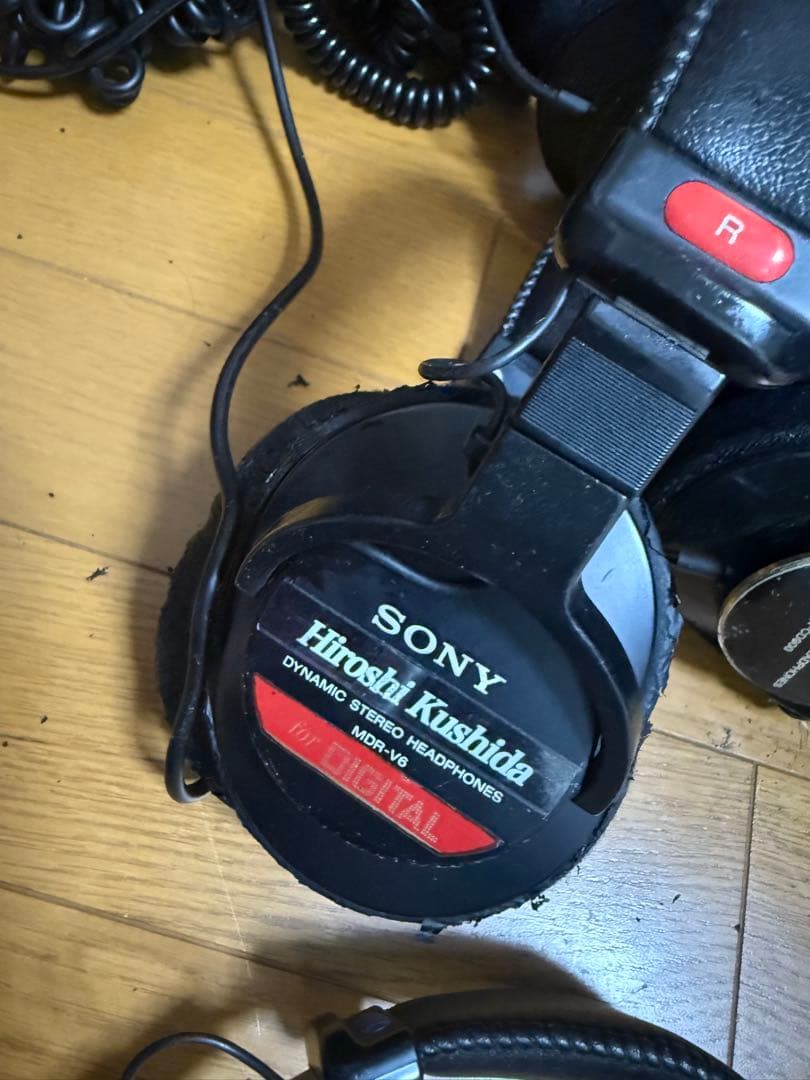 R
SONY
Hiroshi Kushida
DYNAMIC STEREO HEADPHONES
MDR-V6
for DIGITAL